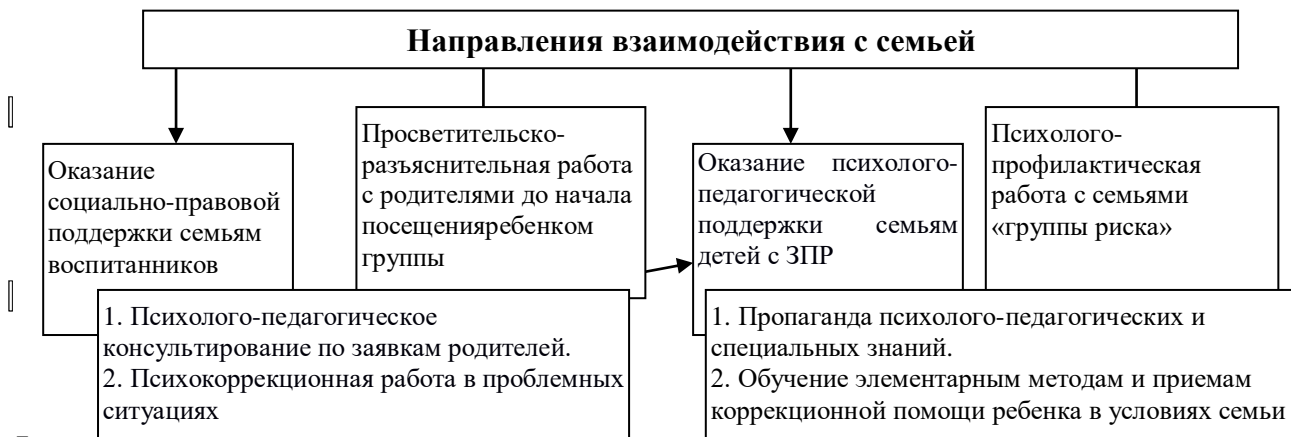 Направления взаимодействия с семьей
Оказание
социально-правовой
поддержки семьям
воспитанников
Просветительско-
разъяснительная работа
с родителями до начала
посещенияребенком
группы
Оказание психолого-
педагогической
поддержки семьям
детей с ЗПР
Психолого-
профилактическая
работа с семьями
«группы риска»
1. Психолого-педагогическое
консультирование по заявкам родителей.
2. Психокоррекционная работа в проблемных
ситуациях
1. Пропаганда психолого-педагогических и
специальных знаний.
2. Обучение элементарным методам и приемам
коррекционной помощи ребенка в условиях семьи